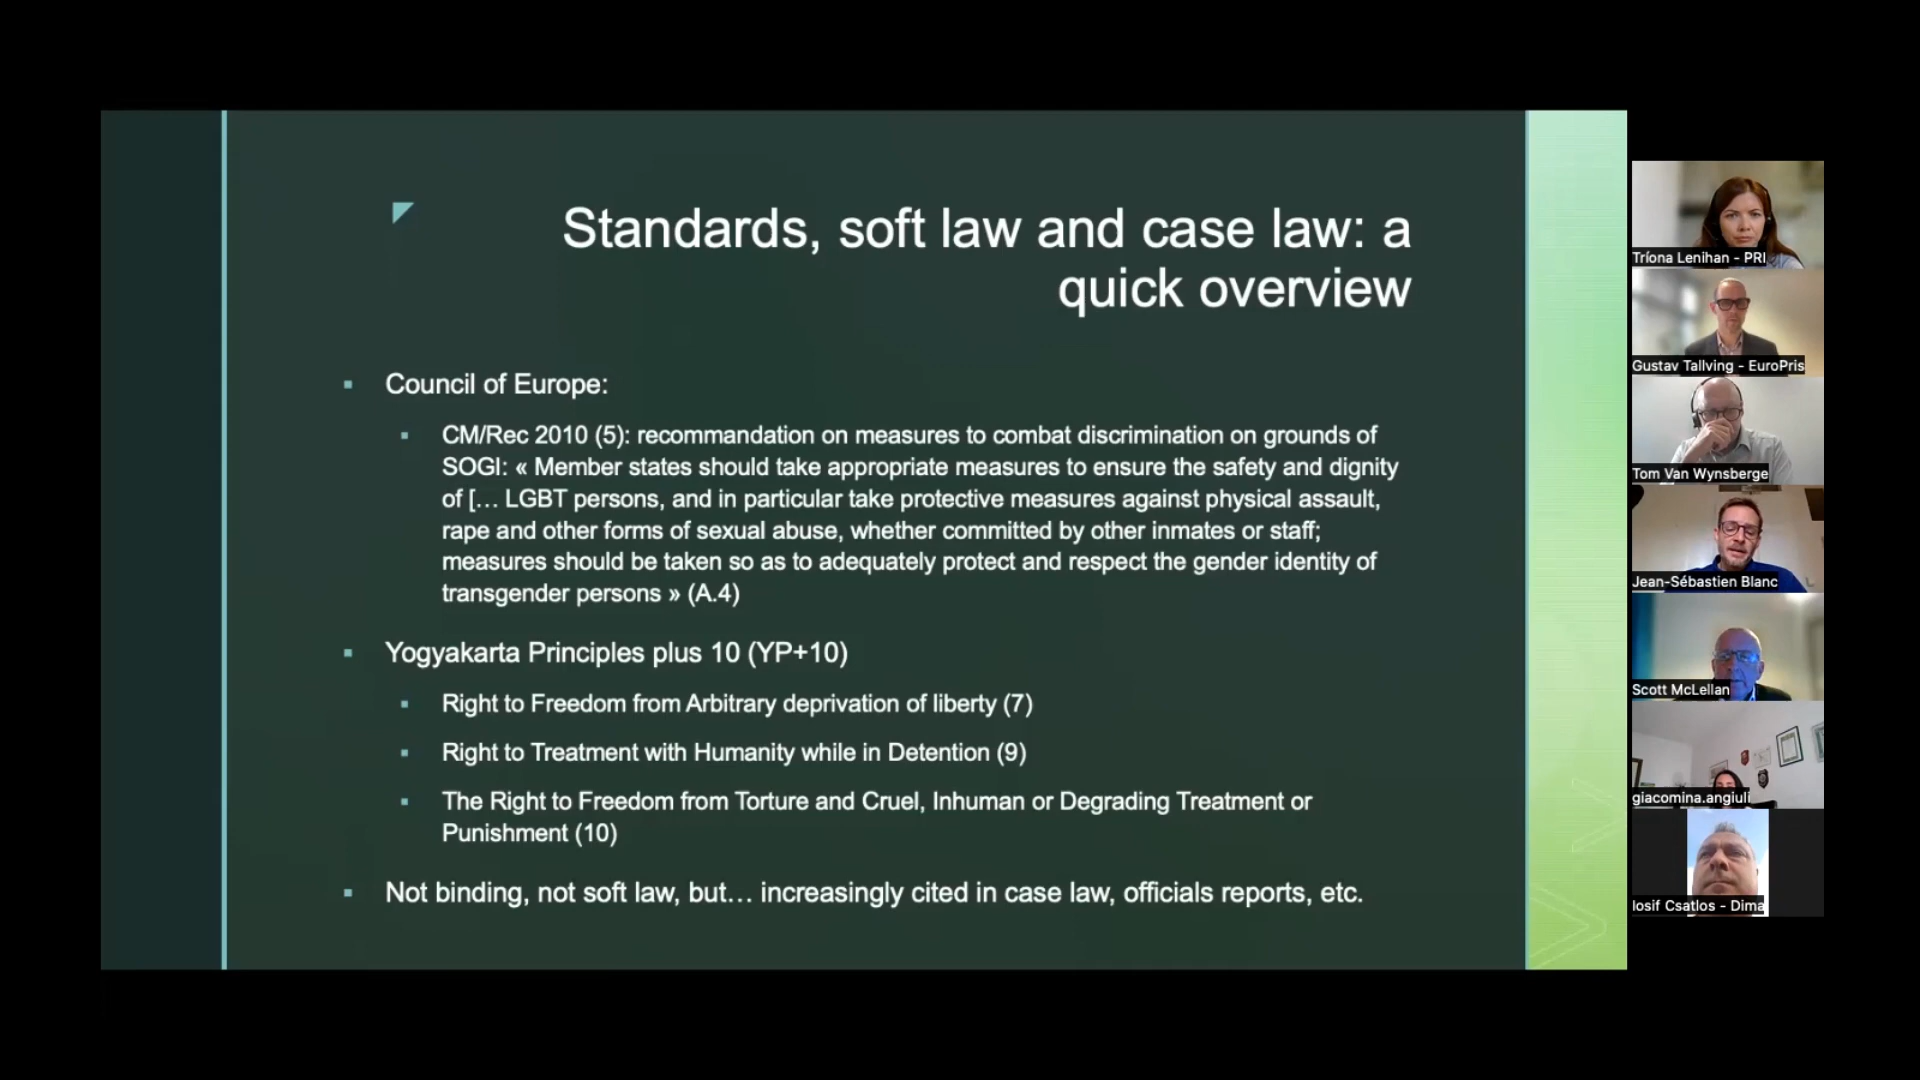 Standards, soft law and case law: a
quick overview
Council of Europe:
CM/Rec 2010 (5): recommandation on measures to combat discrimination on grounds of
SOGI: « Member states should take appropriate measures to ensure the safety and dignity
of [… LGBT persons, and in particular take protective measures against physical assault,
rape and other forms of sexual abuse, whether committed by other inmates or staff;
measures should be taken so as to adequately protect and respect the gender identity of
transgender persons » (A.4)
Yogyakarta Principles plus 10 (YP+10)
Right to Freedom from Arbitrary deprivation of liberty (7)
Right to Treatment with Humanity while in Detention (9)
The Right to Freedom from Torture and Cruel, Inhuman or Degrading Treatment or
Punishment (10)
Not binding, not soft law, but… increasingly cited in case law, officials reports, etc.
Tríona Lenihan - PRI
Gustav Tallving - EuroPris
Tom Van Wynsberge
Jean-Sébastien Blanc
Scott McLellan
giacomina.angiuli
Iosif Csatlos - Dima